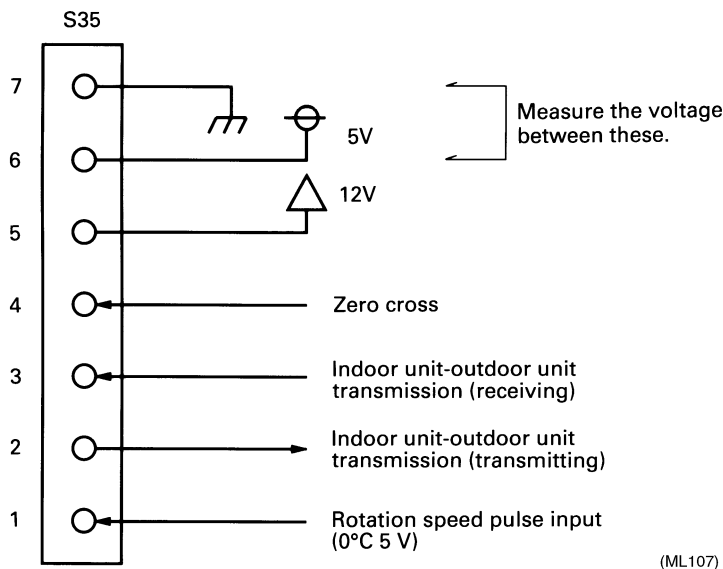 S35
7
5V
Measure the voltage
between these.
6
12V
5
4
Zero cross
3
Indoor unit-outdoor unit
transmission (receiving)
2
Indoor unit-outdoor unit
transmission (transmitting)
1
Rotation speed pulse input
(0°C 5 V)
(ML107)